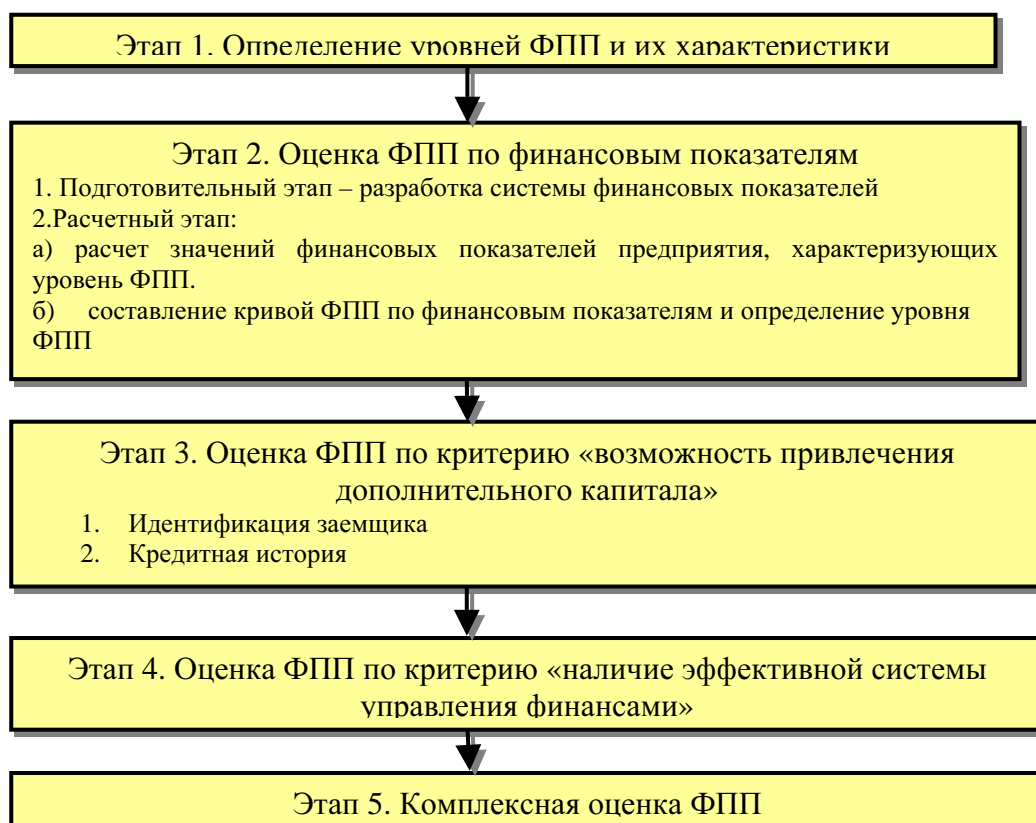 Этап 1. Определение уровней ФПП и их характеристики
Этап 2. Оценка ФПП по финансовым показателям
1. Подготовительный этап – разработка системы финансовых показателей
2.Расчетный этап:
а) расчет значений финансовых показателей предприятия, характеризующих
уровень ФПП.
б) составление кривой ФПП по финансовым показателям и определение уровня
ФПП
Этап 3. Оценка ФПП по критерию «возможность привлечения
дополнительного капитала»
1. Идентификация заемщика
2. Кредитная история
Этап 4. Оценка ФПП по критерию «наличие эффективной системы
управления финансами»
Этап 5. Комплексная оценка ФПП